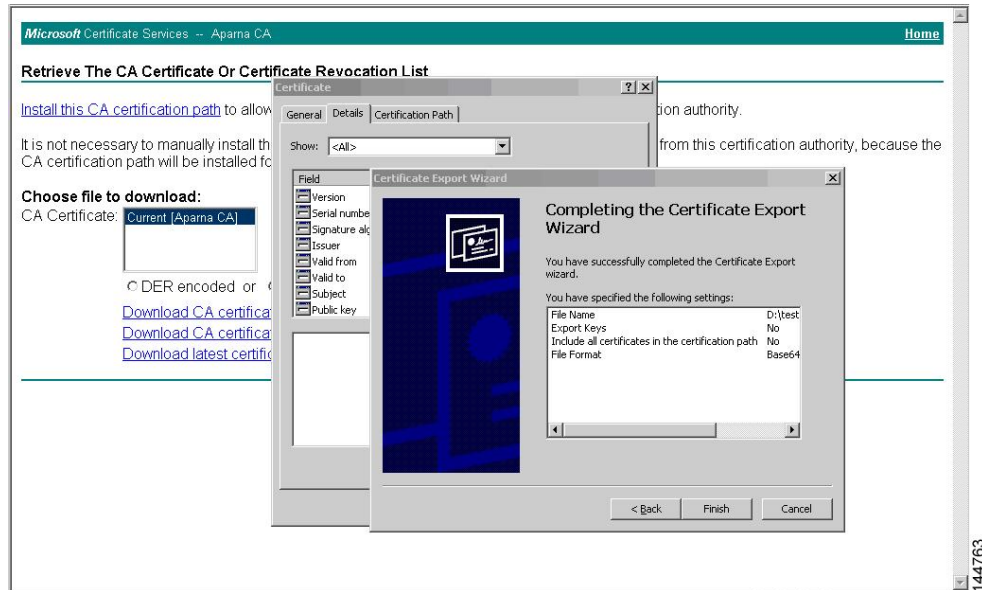 Microsoft Certificate Services -- Aparna CA Home
Retrieve The CA Certificate Or Certificate Revocation List
Install this CA certification path to allow
tion authority.
It is not necessary to manually install th
from this certification authority, because the
CA certification path will be installed fo
Choose file to download:
CA Certificate: Current [Aparna CA]
DER encoded or
Download CA certifica
Download CA certifica
Download latest certific
Certificate
General Details Certification Path
Show: <All>
Field
Version
Serial numbe
Signature alg
Issuer
Valid from
Valid to
Subject
Public key
Certificate Export Wizard
Completing the Certificate Export
Wizard
You have successfully completed the Certificate Export
wizard.
You have specified the following settings:
File Name D:\test
Export Keys No
Include all certificates in the certification path No
File Format Base64
< Back Finish Cancel
144763